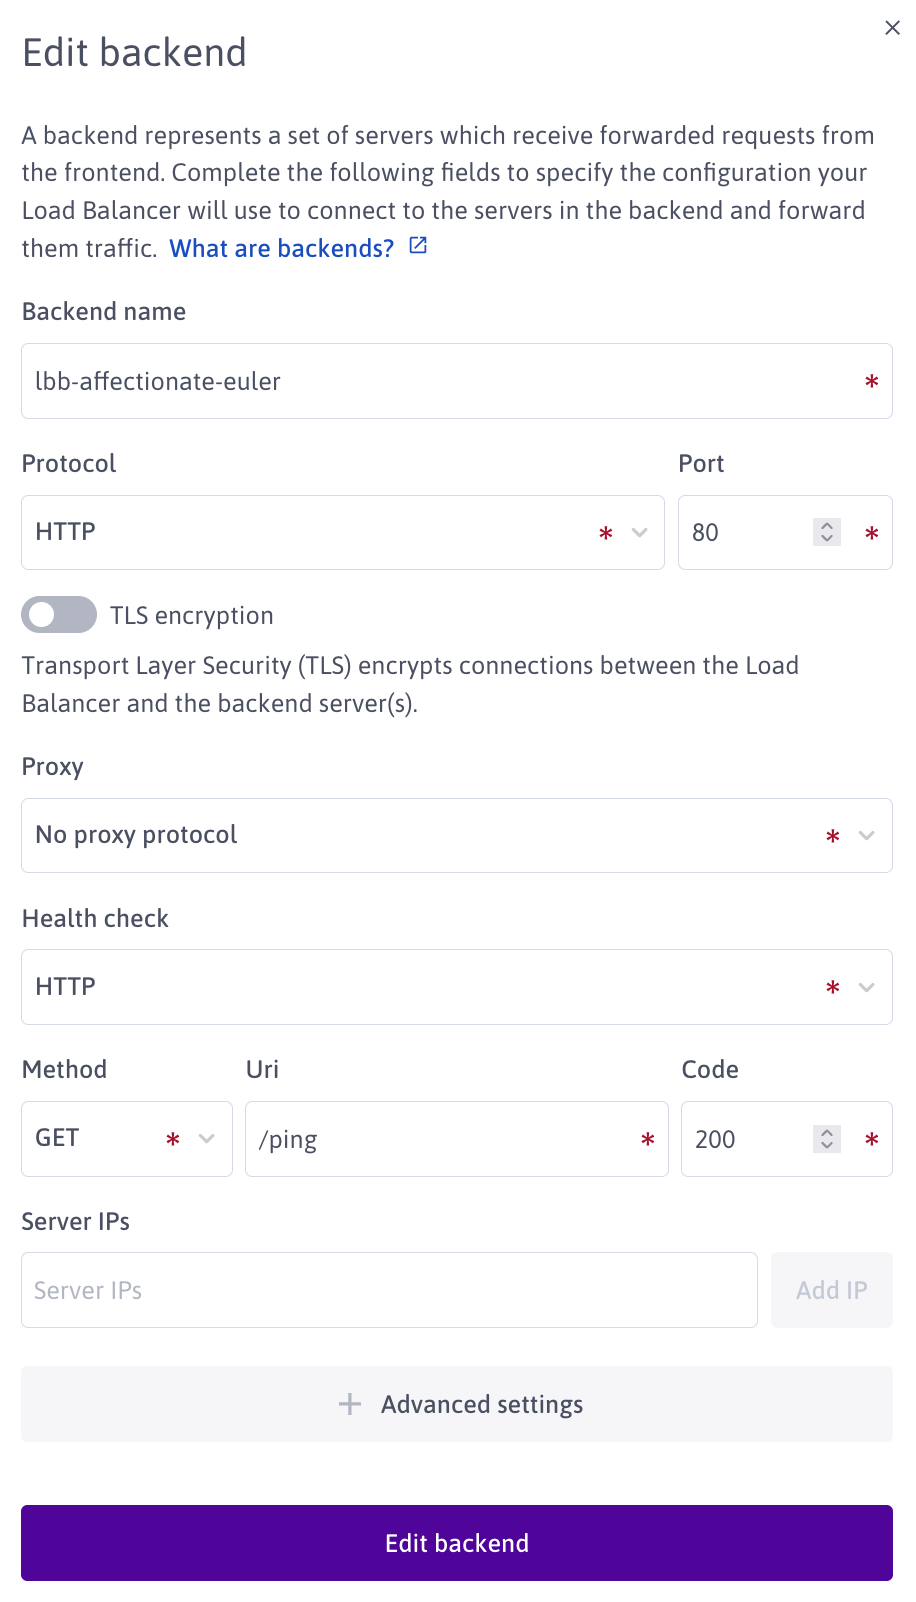 Edit backend
A backend represents a set of servers which receive forwarded requests from
the frontend. Complete the following fields to specify the configuration your
Load Balancer will use to connect to the servers in the backend and forward
them traffic. What are backends?
Backend name
lbb-affectionate-euler *
Protocol Port
HTTP * 80 *
TLS encryption
Transport Layer Security (TLS) encrypts connections between the Load
Balancer and the backend server(s).
Proxy
No proxy protocol *
Health check
HTTP *
Method Uri Code
GET * /ping * 200 *
Server IPs
Server IPs Add IP
Advanced settings
Edit backend